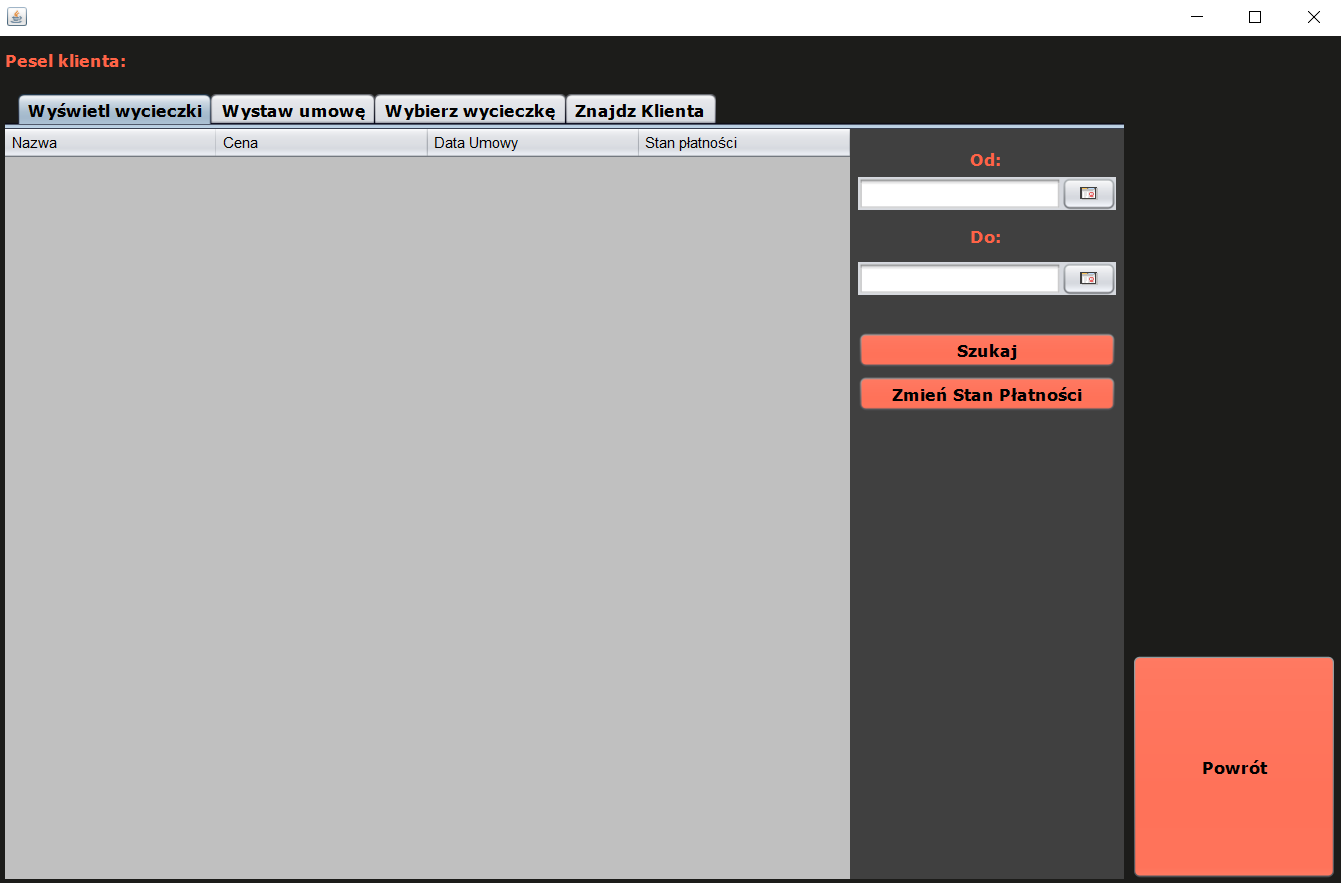 Pesel klienta:
Wyświetl wycieczki Wystaw umowę Wybierz wycieczkę Znajdz Klienta
Nazwa Cena Data Umowy Stan płatności
Od:
Do:
Szukaj
Zmień Stan Płatności
Powrót